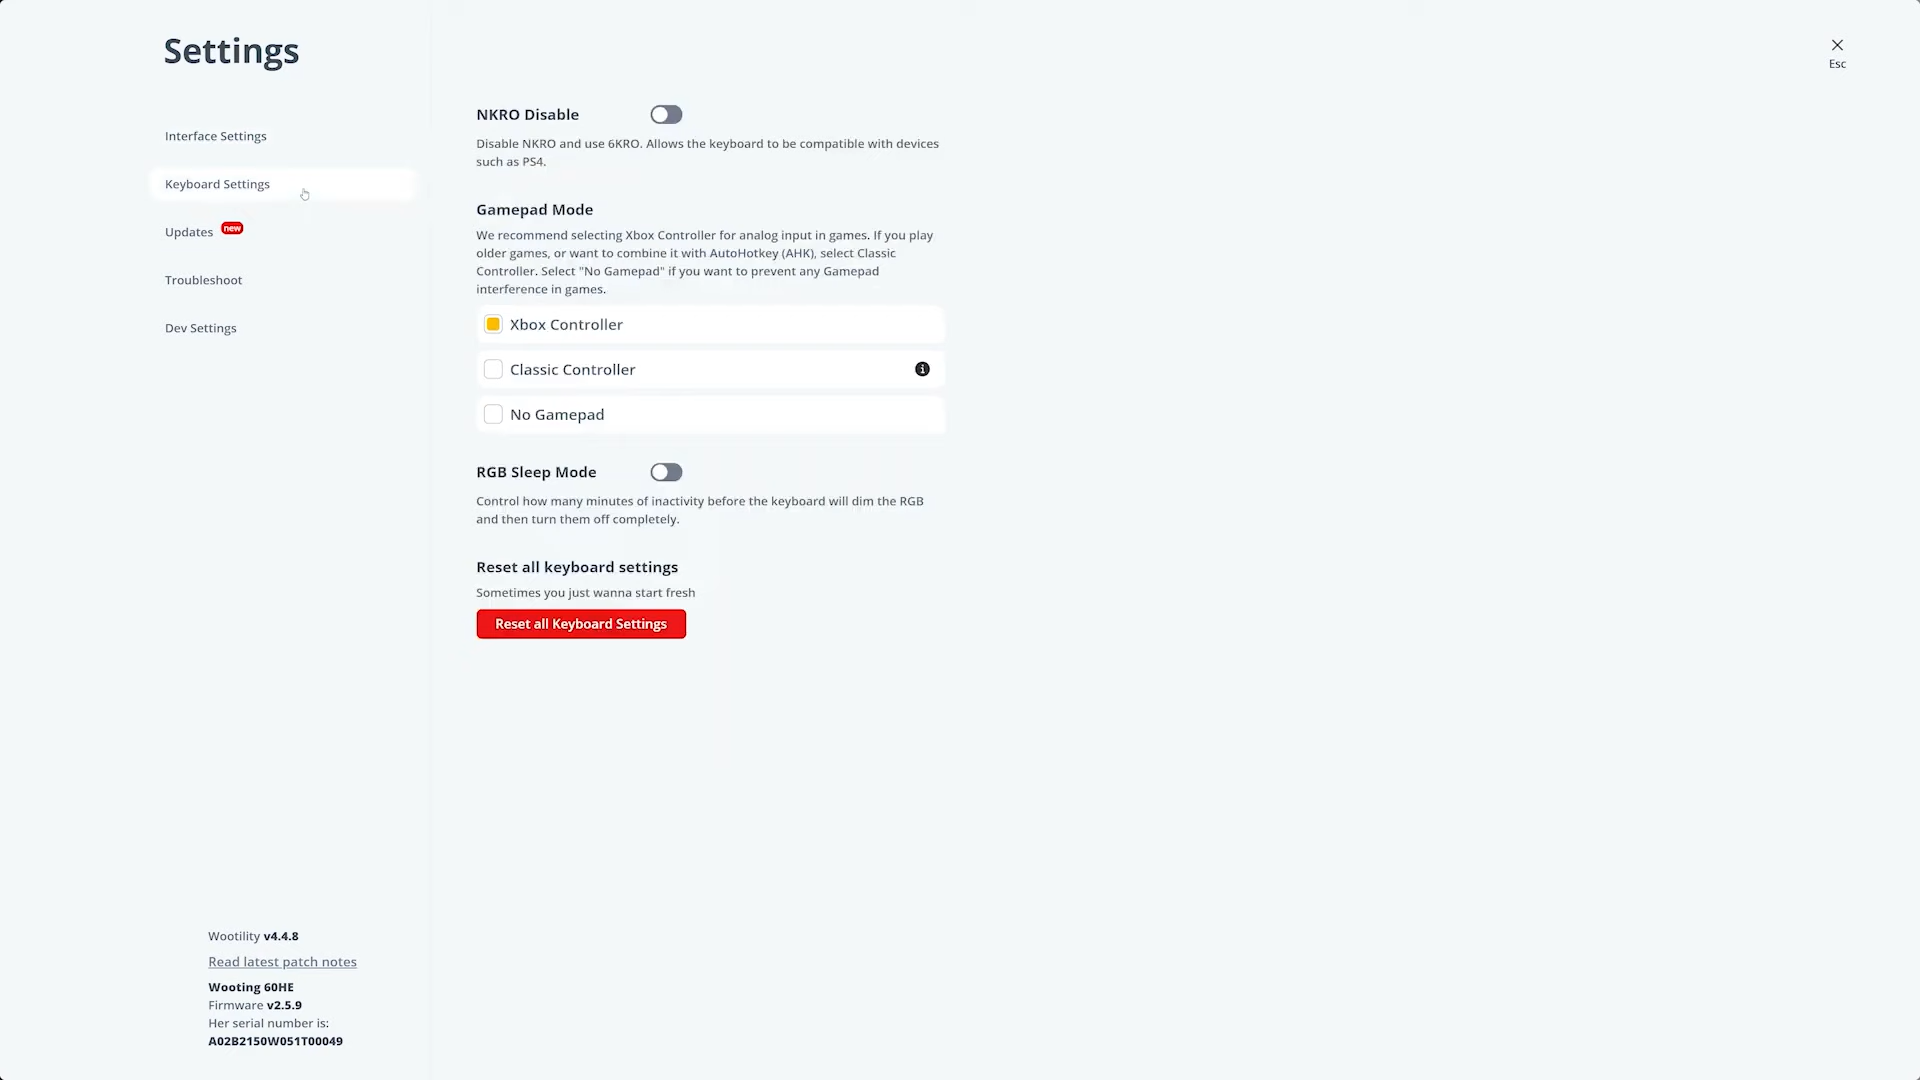 Settings
Esc
Interface Settings
Keyboard Settings
Updates new
Troubleshoot
Dev Settings
NKRO Disable
Disable NKRO and use 6KRO. Allows the keyboard to be compatible with devices
such as PS4.
Gamepad Mode
We recommend selecting Xbox Controller for analog input in games. If you play
older games, or want to combine it with AutoHotkey (AHK), select Classic
Controller. Select "No Gamepad" if you want to prevent any Gamepad
interference in games.
Xbox Controller
Classic Controller
No Gamepad
RGB Sleep Mode
Control how many minutes of inactivity before the keyboard will dim the RGB
and then turn them off completely.
Reset all keyboard settings
Sometimes you just wanna start fresh
Reset all Keyboard Settings
Wootility v4.4.8
Read latest patch notes
Wooting 60HE
Firmware v2.5.9
Her serial number is:
A02B2150W051T00049